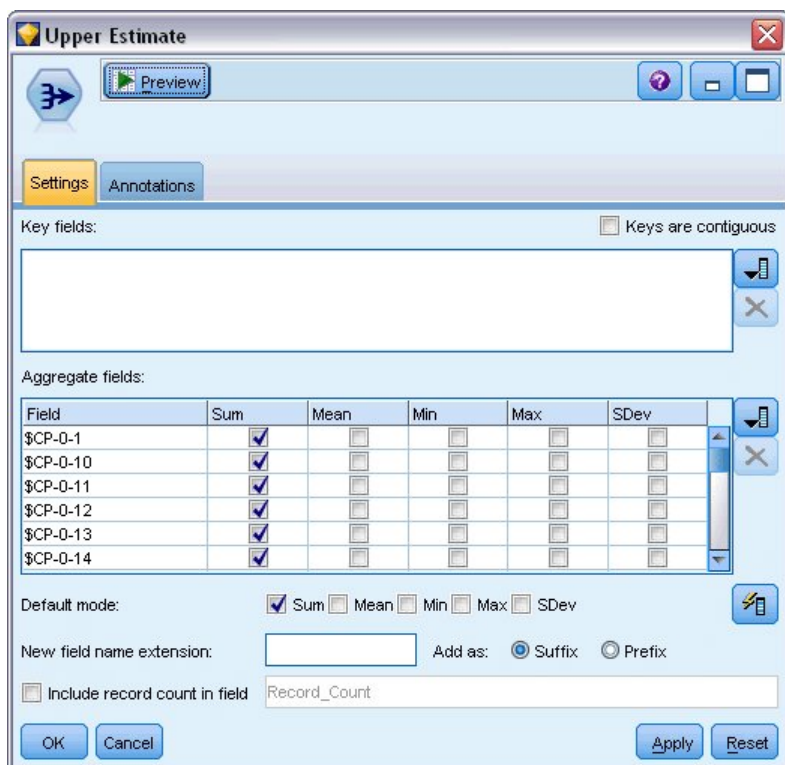 Upper Estimate
Preview
Settings Annotations
Key fields: Keys are contiguous
Aggregate fields:
Field Sum Mean Min Max SDev
$CP-0-1
$CP-0-10
$CP-0-11
$CP-0-12
$CP-0-13
$CP-0-14
Default mode: Sum Mean Min Max SDev
New field name extension: Add as: Suffix Prefix
Include record count in field Record_Count
OK Cancel Apply Reset